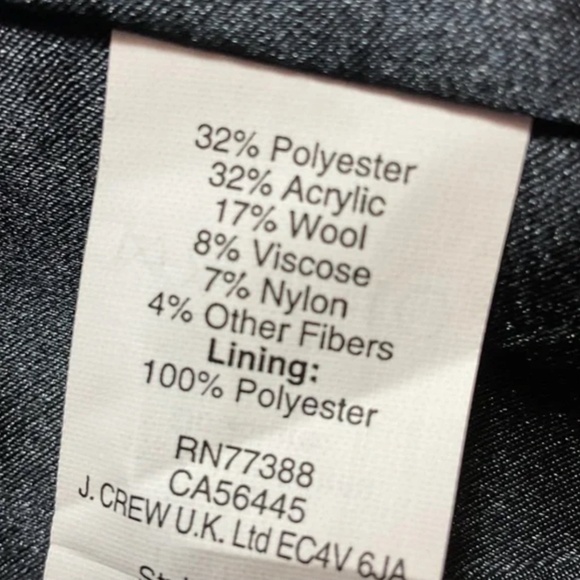 32% Polyester
32% Acrylic
17% Wool
8% Viscose
7% Nylon
4% Other Fibers
Lining:
100% Polyester
RN77388
CA56445
J. CREW U.K. Ltd EC4V 6JA